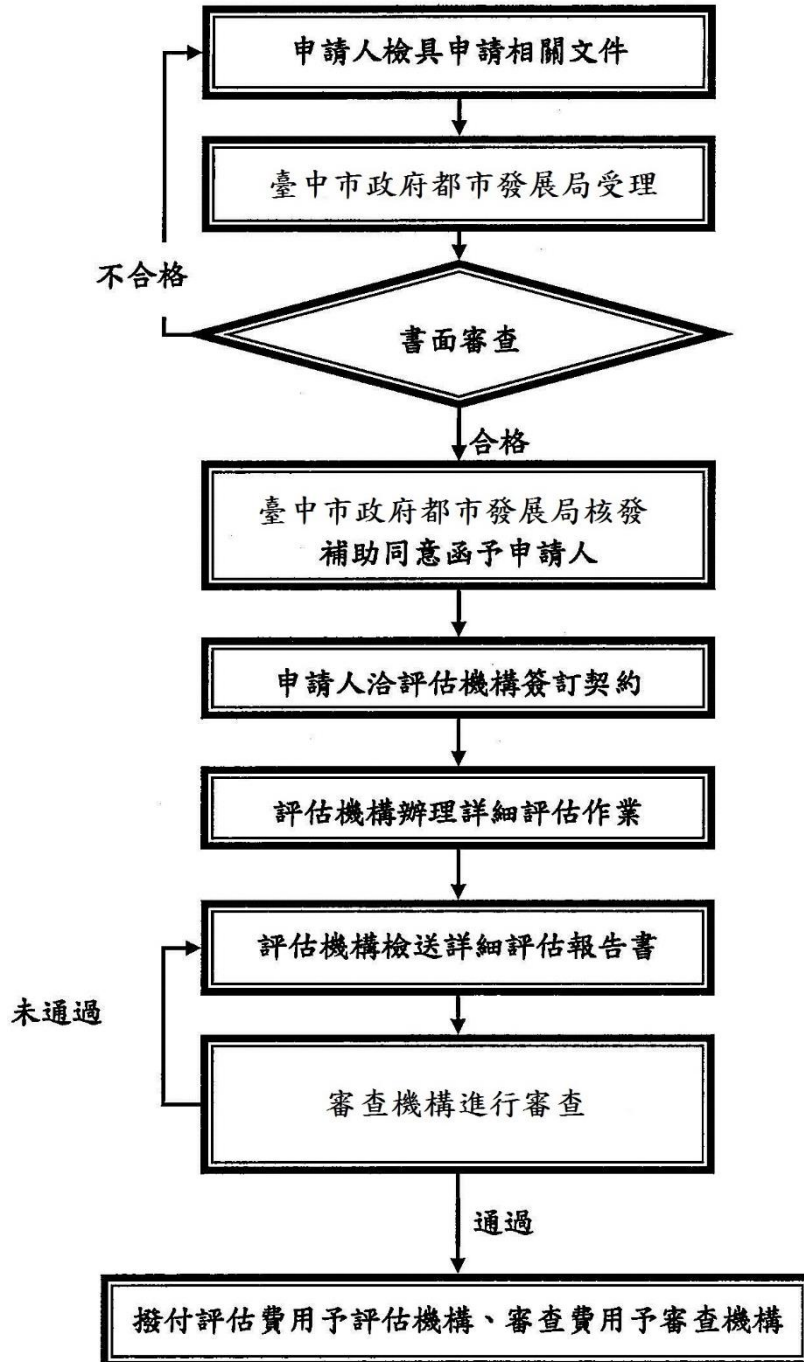 申請人檢具申請相關文件
臺中市政府都市發展局受理
不合格
書面審查
合格
臺中市政府都市發展局核發
補助同意函予申請人
申請人洽評估機構簽訂契約
評估機構辦理詳細評估作業
評估機構檢送詳細評估報告書
未通過
審查機構進行審查
通過
撥付評估費用予評估機構、審查費用予審查機構